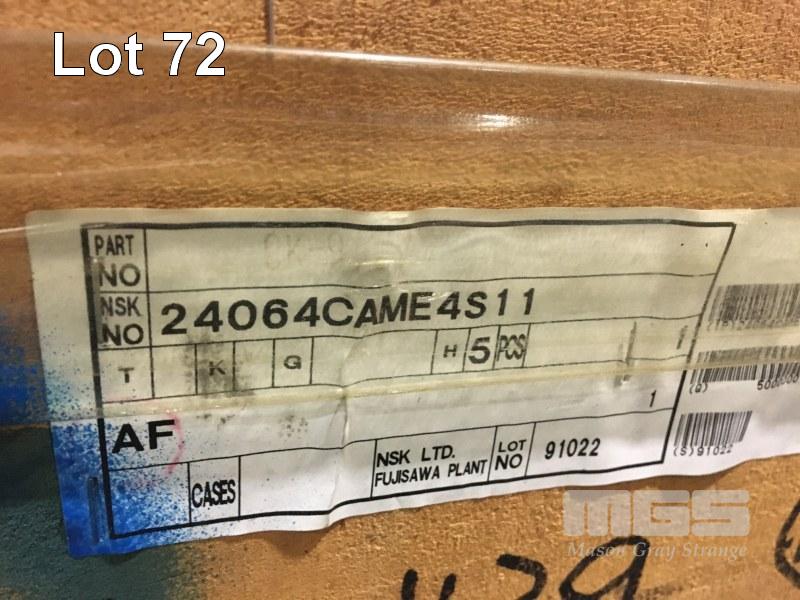 Lot 72
PART NO
NSK NO 24064CAME4S11
T K G H 5 PCS
1
AF
CASES NSK LTD. FUJISAWA PLANT LOT NO 91022
(S)91022
MGS
Mason Gray Strange